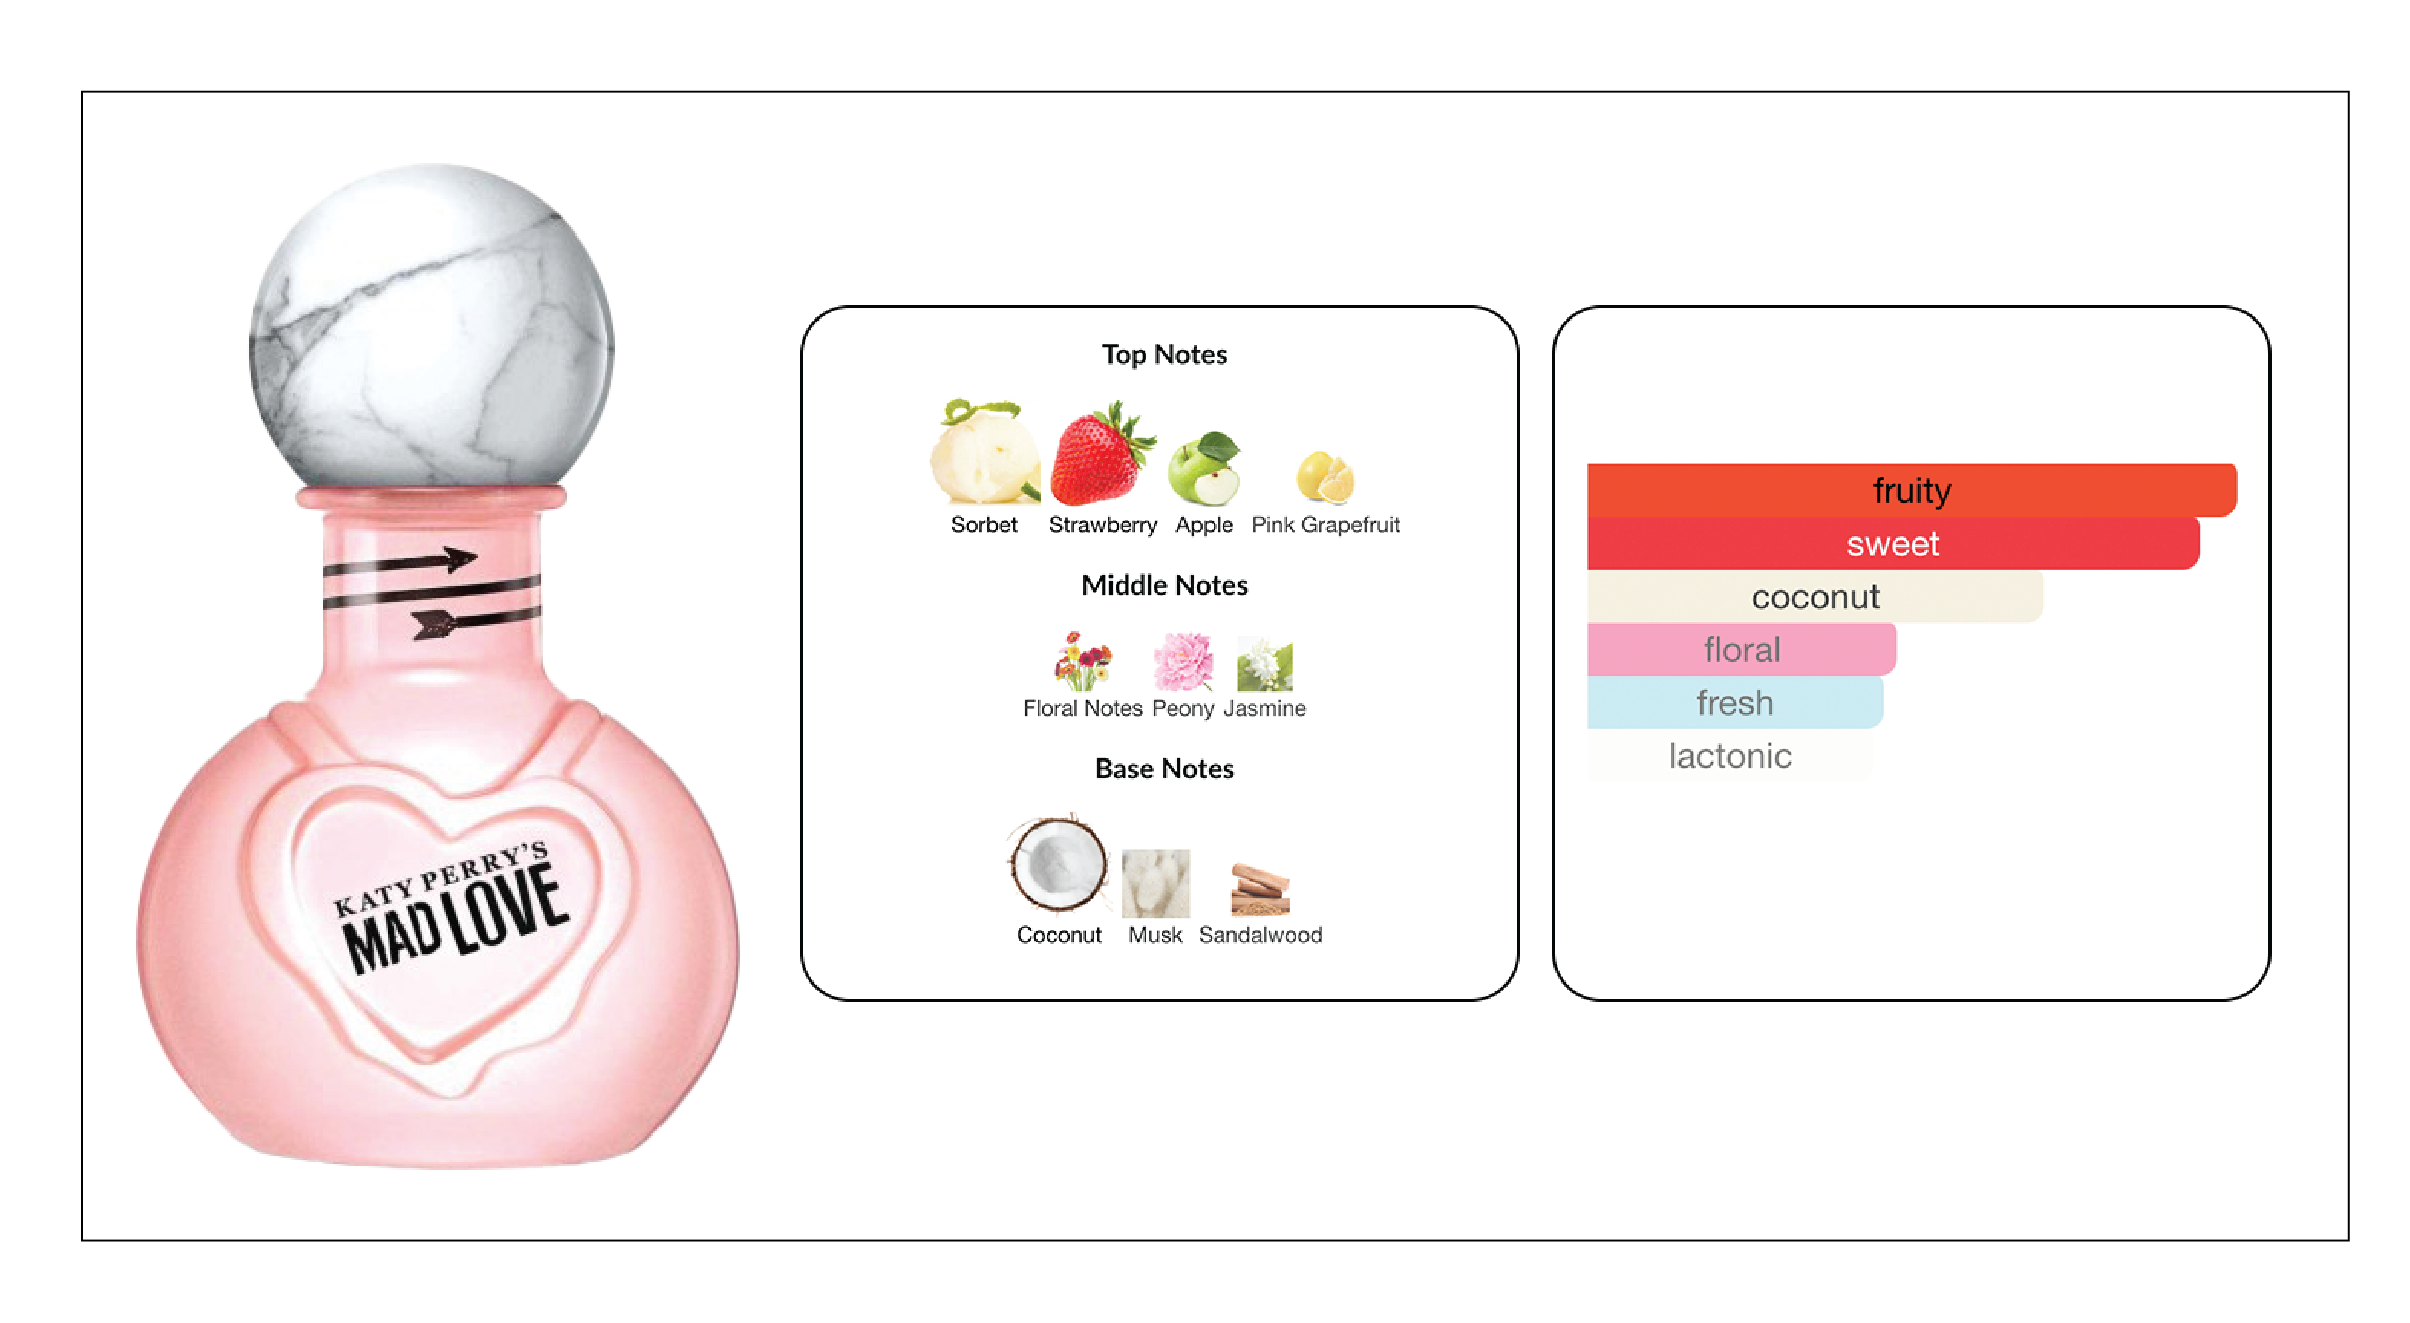 KATY PERRY'S
MAD LOVE
Top Notes
Sorbet Strawberry Apple Pink Grapefruit
Middle Notes
Floral Notes Peony Jasmine
Base Notes
Coconut Musk Sandalwood
fruity
sweet
coconut
floral
fresh
lactonic